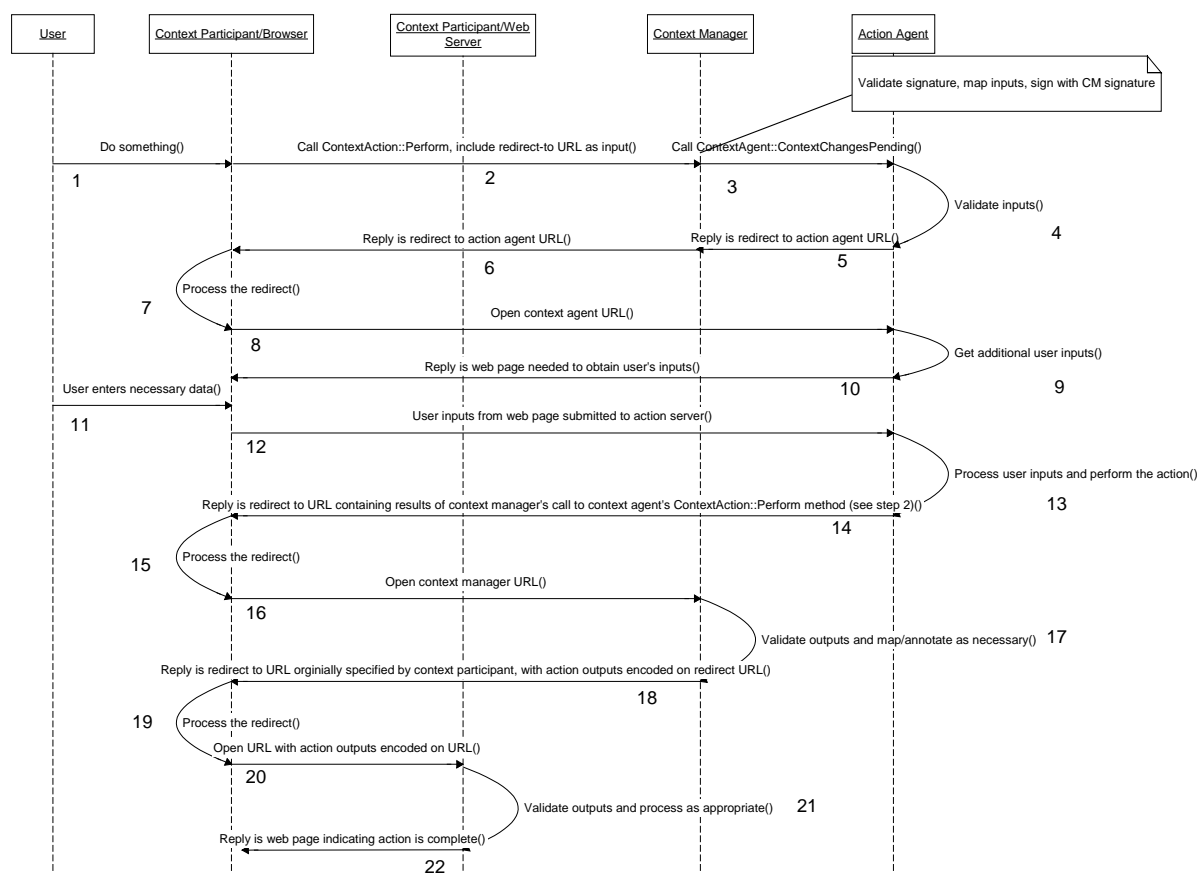 User
Context Participant/Browser
Context Participant/Web
Server
Context Manager
Action Agent
Validate signature, map inputs, sign with CM signature
Do something()
1
Call ContextAction::Perform, include redirect-to URL as input()
2
Call ContextAgent::ContextChangesPending()
3
Validate inputs()
4
Reply is redirect to action agent URL()
5
Reply is redirect to action agent URL()
6
Process the redirect()
7
Open context agent URL()
8
Get additional user inputs()
9
Reply is web page needed to obtain user's inputs()
10
User enters necessary data()
11
User inputs from web page submitted to action server()
12
Process user inputs and perform the action()
13
Reply is redirect to URL containing results of context manager's call to context agent's ContextAction::Perform method (see step 2)()
14
Process the redirect()
15
Open context manager URL()
16
Validate outputs and map/annotate as necessary()
17
Reply is redirect to URL orginially specified by context participant, with action outputs encoded on redirect URL()
18
Process the redirect()
19
Open URL with action outputs encoded on URL()
20
Validate outputs and process as appropriate()
21
Reply is web page indicating action is complete()
22